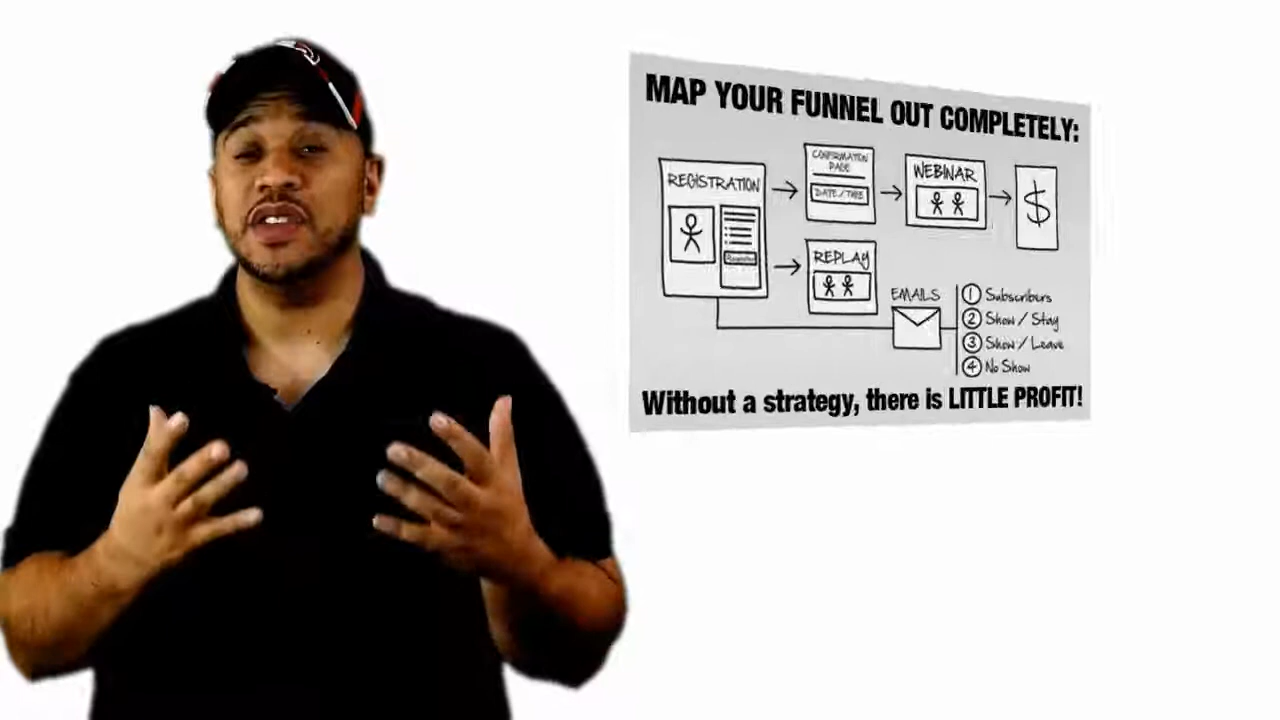 MAP YOUR FUNNEL OUT COMPLETELY:
REGISTRATION
Register
CONFIRMATION
PAGE
DATE/TIME
WEBINAR
$
REPLAY
EMAILS
1 Subscribers
2 Show / Stay
3 Show / Leave
4 No Show
Without a strategy, there is LITTLE PROFIT!